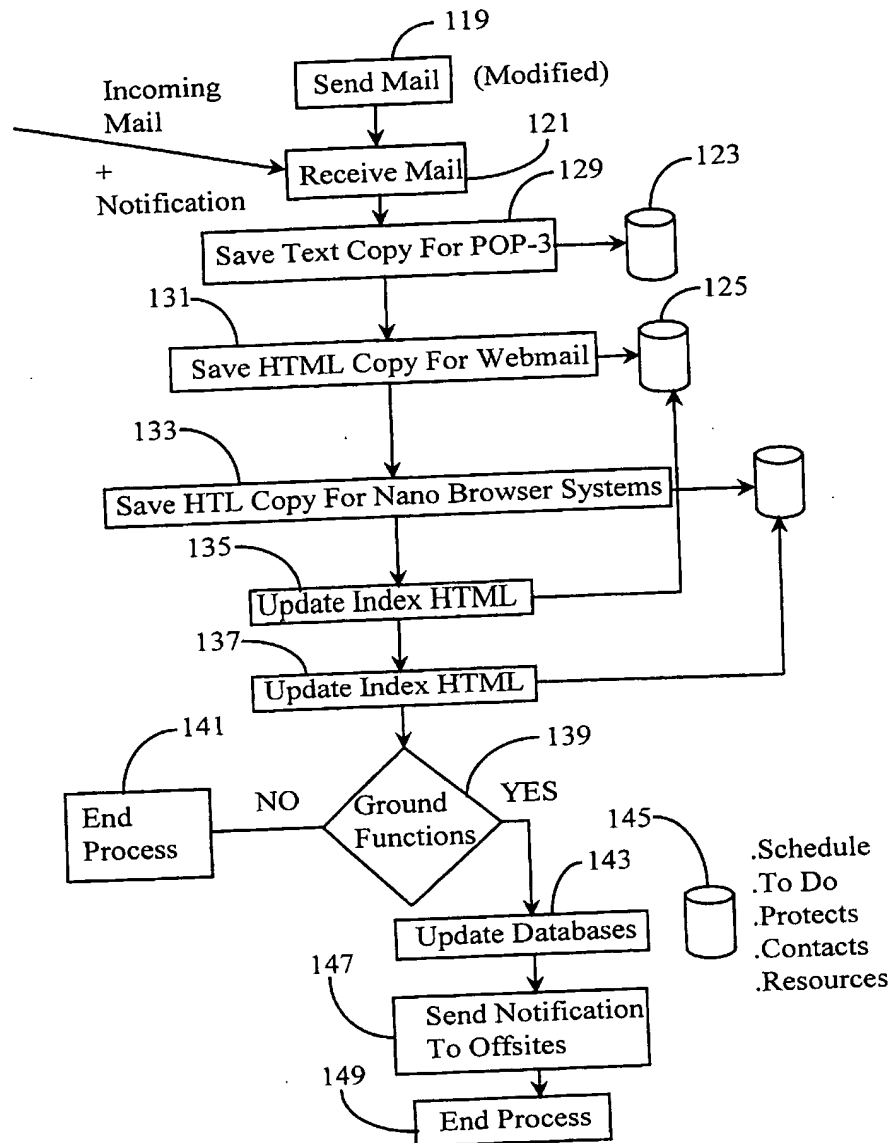 119
Send Mail
(Modified)
Incoming
Mail
+
Notification
121
Receive Mail
129
123
Save Text Copy For POP-3
131
125
Save HTML Copy For Webmail
133
Save HTL Copy For Nano Browser Systems
135
Update Index HTML
137
Update Index HTML
141
139
End
Process
NO
Ground
Functions
YES
145
143
.Schedule
.To Do
.Protects
.Contacts
.Resources
Update Databases
147
Send Notification
To Offsites
149
End Process